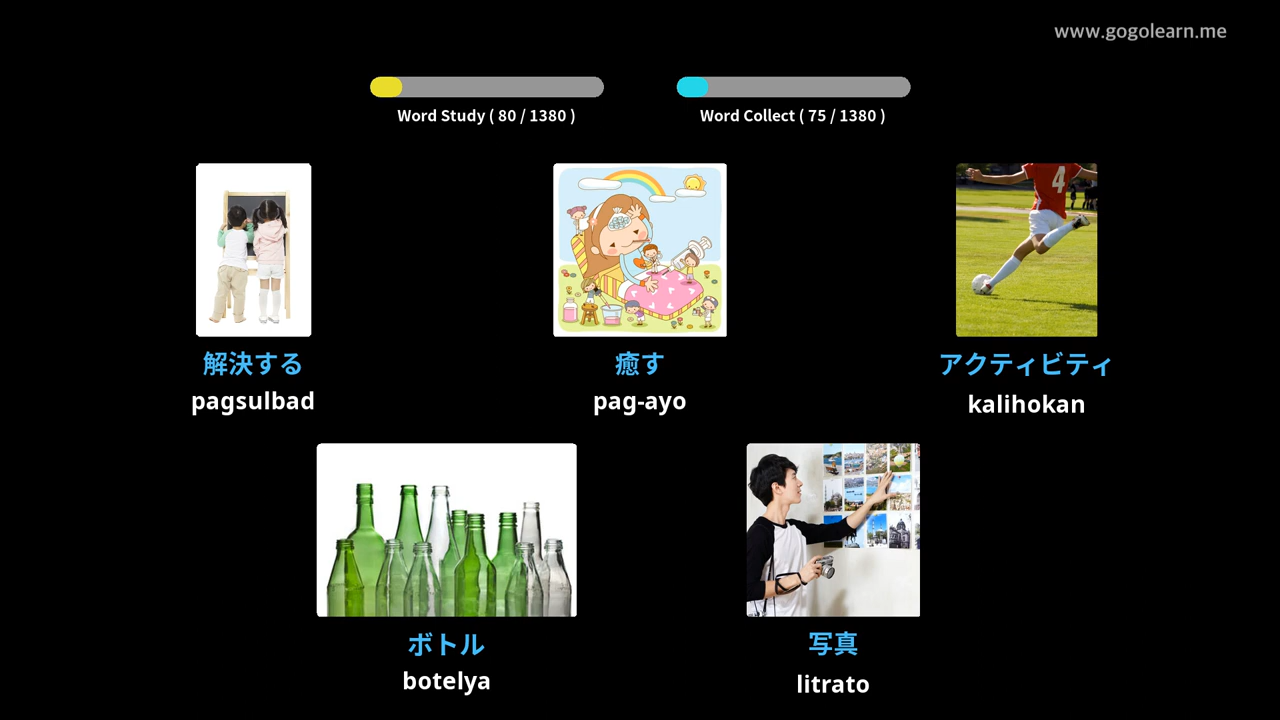 www.gogolearn.me
Word Study ( 80 / 1380 )
Word Collect ( 75 / 1380 )
解決する
pagsulbad
癒す
pag-ayo
アクティビティ
kalihokan
ボトル
botelya
写真
litrato